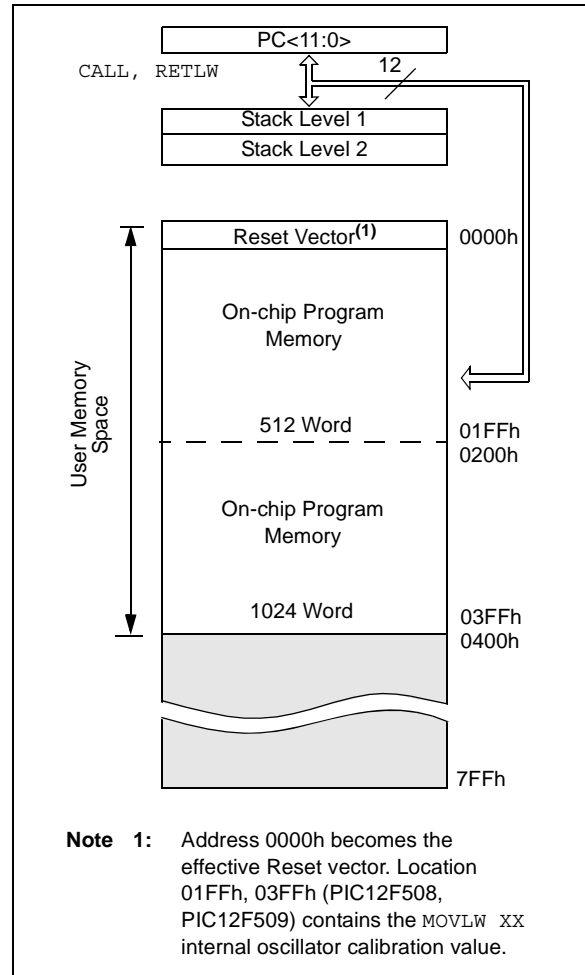 PC<11:0>
CALL, RETLW
12
Stack Level 1
Stack Level 2
Reset Vector(1)
0000h
User Memory
Space
On-chip Program
Memory
512 Word
01FFh
0200h
On-chip Program
Memory
1024 Word
03FFh
0400h
7FFh
Note 1: Address 0000h becomes the
effective Reset vector. Location
01FFh, 03FFh (PIC12F508,
PIC12F509) contains the MOVLW XX
internal oscillator calibration value.